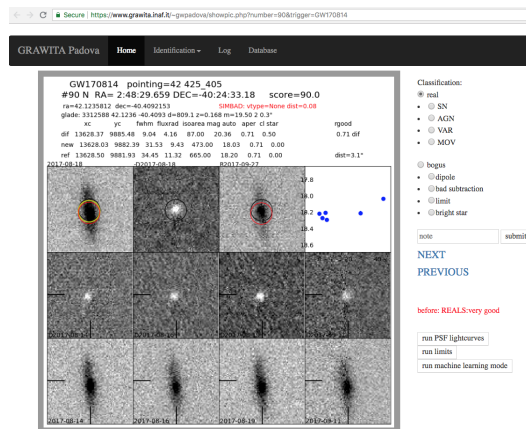 Secure | https://www.grawita.inaf.it/~gwpadova/showpic.php?number=90&trigger=GW170814
GRAWITA Padova Home Identification Log Database
GW170814 pointing=42 425_405
#90 N RA= 2:48:29.659 DEC=-40:24:33.18 score=90.0
ra=42.1235812 dec=-40.4092153 SIMBAD: vtype=None dist=0.08
glade: 3312588 42.1236 -40.4093 d=809.1 z=0.168 m=19.50 2 0.3"
xc yc fwhm fluxrad isoarea mag auto aper cl star rgood
dif 13628.37 9885.48 9.04 4.16 87.00 20.36 0.71 0.50 0.71 dif
new 13628.03 9882.39 31.53 9.43 473.00 18.03 0.71 0.00
ref 13628.50 9881.93 34.45 11.32 665.00 18.20 0.71 0.00 dist=3.1"
2017-08-18 -D2017-08-18 R2017-09-27
17.8
18.0
18.2
18.4
18.6
2017-08-14 2017-08-16 2017-08-18 2017-09-11
Classification:
real
SN
AGN
VAR
MOV
bogus
dipole
bad subtraction
limit
bright star
note submit
NEXT
PREVIOUS
before: REALS:very good
run PSF lightcurves
run limits
run machine learning mode